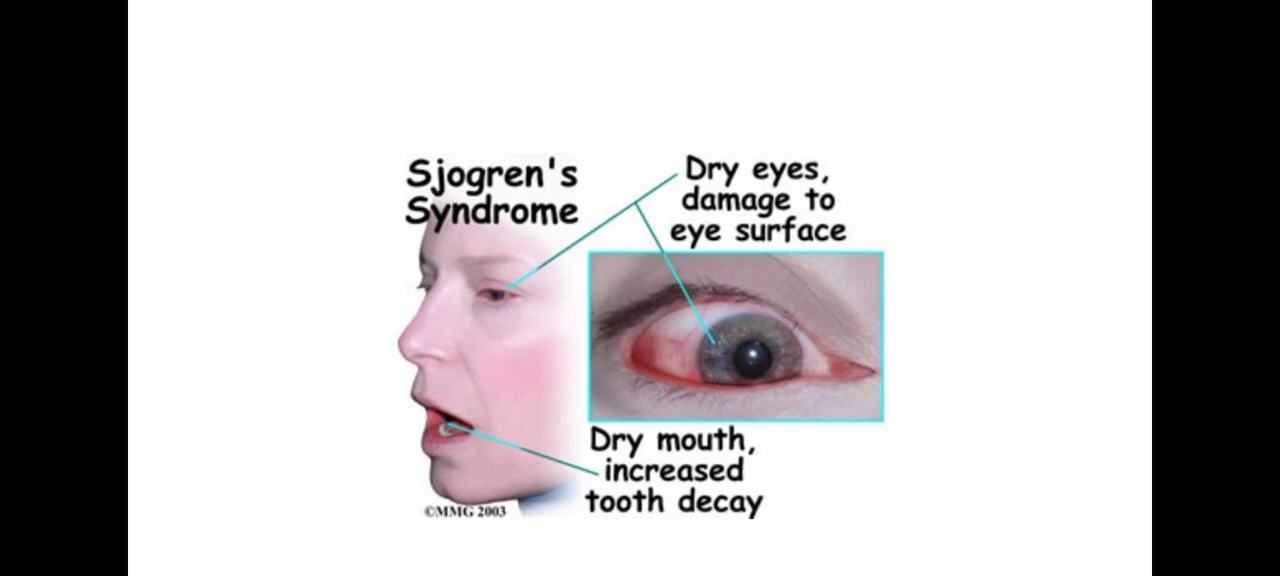 Sjogren's
Syndrome
Dry eyes,
damage to
eye surface
Dry mouth,
increased
tooth decay
©MMG 2003